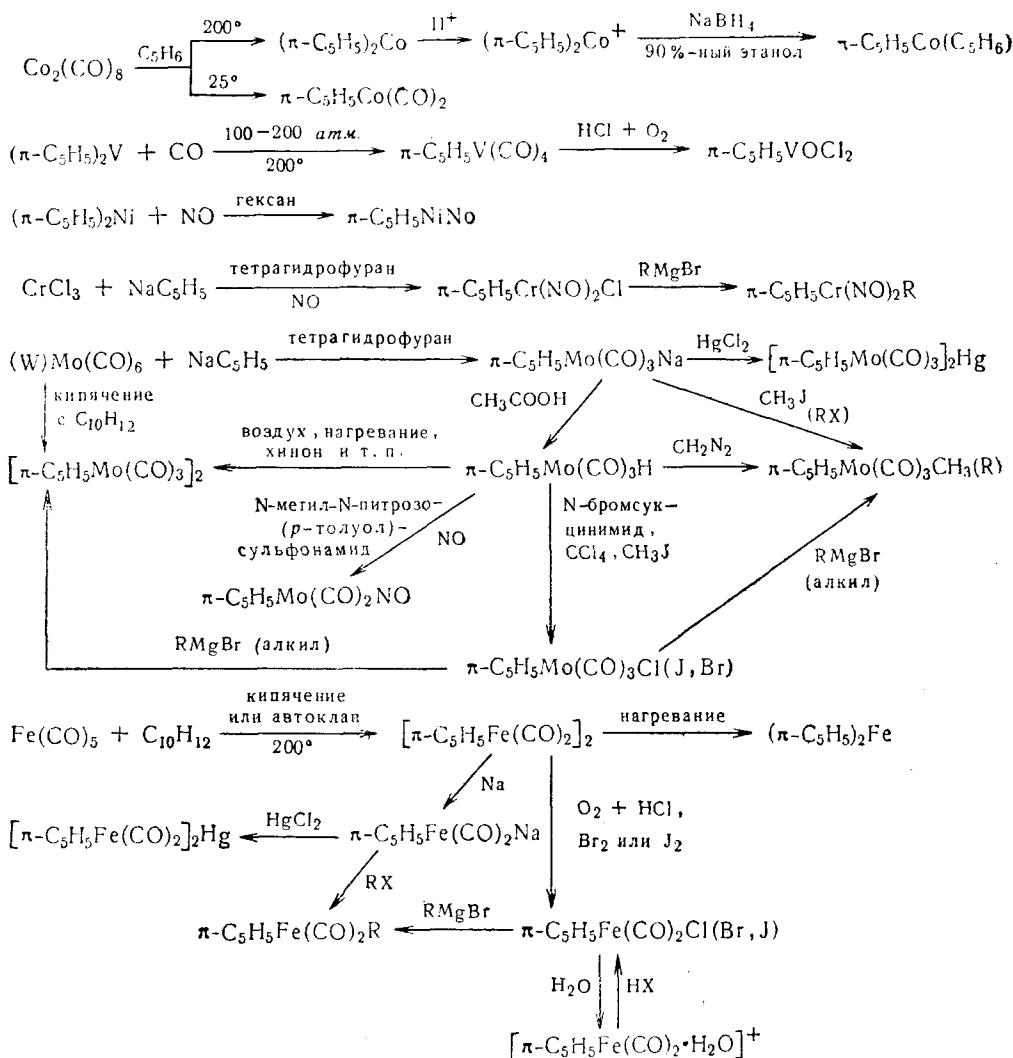 200° (π-C₅H₅)₂Co H⁺ (π-C₅H₅)₂Co⁺ NaBH₄ 90%-ный этанол π-C₅H₅Co(C₅H₆)
Co₂(CO)₈ C₅H₆
25° π-C₅H₅Co(CO)₂
(π-C₅H₅)₂V + CO 100-200 атм. 200° π-C₅H₅V(CO)₄ HCl + O₂ π-C₅H₅VOCl₂
(π-C₅H₅)₂Ni + NO гексан π-C₅H₅NiNo
CrCl₃ + NaC₅H₅ тетрагидрофуран NO π-C₅H₅Cr(NO)₂Cl RMgBr π-C₅H₅Cr(NO)₂R
(W)Mo(CO)₆ + NaC₅H₅ тетрагидрофуран π-C₅H₅Mo(CO)₃Na HgCl₂ [π-C₅H₅Mo(CO)₃]₂Hg
кипячение
с C₁₀H₁₂
CH₃COOH
CH₃J
(RX)
воздух, нагревание,
хинон и т. п.
[π-C₅H₅Mo(CO)₃]₂ π-C₅H₅Mo(CO)₃H CH₂N₂ π-C₅H₅Mo(CO)₃CH₃(R)
N-метил-N-питрозо-
(p-толуол)-
сульфонамид
NO
N-бромсук-
цинимид,
CCl₄, CH₃J
RMgBr
(алкил)
π-C₅H₅Mo(CO)₂NO
RMgBr (алкил)
π-C₅H₅Mo(CO)₃Cl(J, Br)
Fe(CO)₅ + C₁₀H₁₂ кипячение или автоклав 200° [π-C₅H₅Fe(CO)₂]₂ нагревание (π-C₅H₅)₂Fe
Na
O₂ + HCl,
Br₂ или J₂
[π-C₅H₅Fe(CO)₂]₂Hg HgCl₂ π-C₅H₅Fe(CO)₂Na
RX
π-C₅H₅Fe(CO)₂R RMgBr π-C₅H₅Fe(CO)₂Cl(Br, J)
H₂O HX
[π-C₅H₅Fe(CO)₂•H₂O]⁺